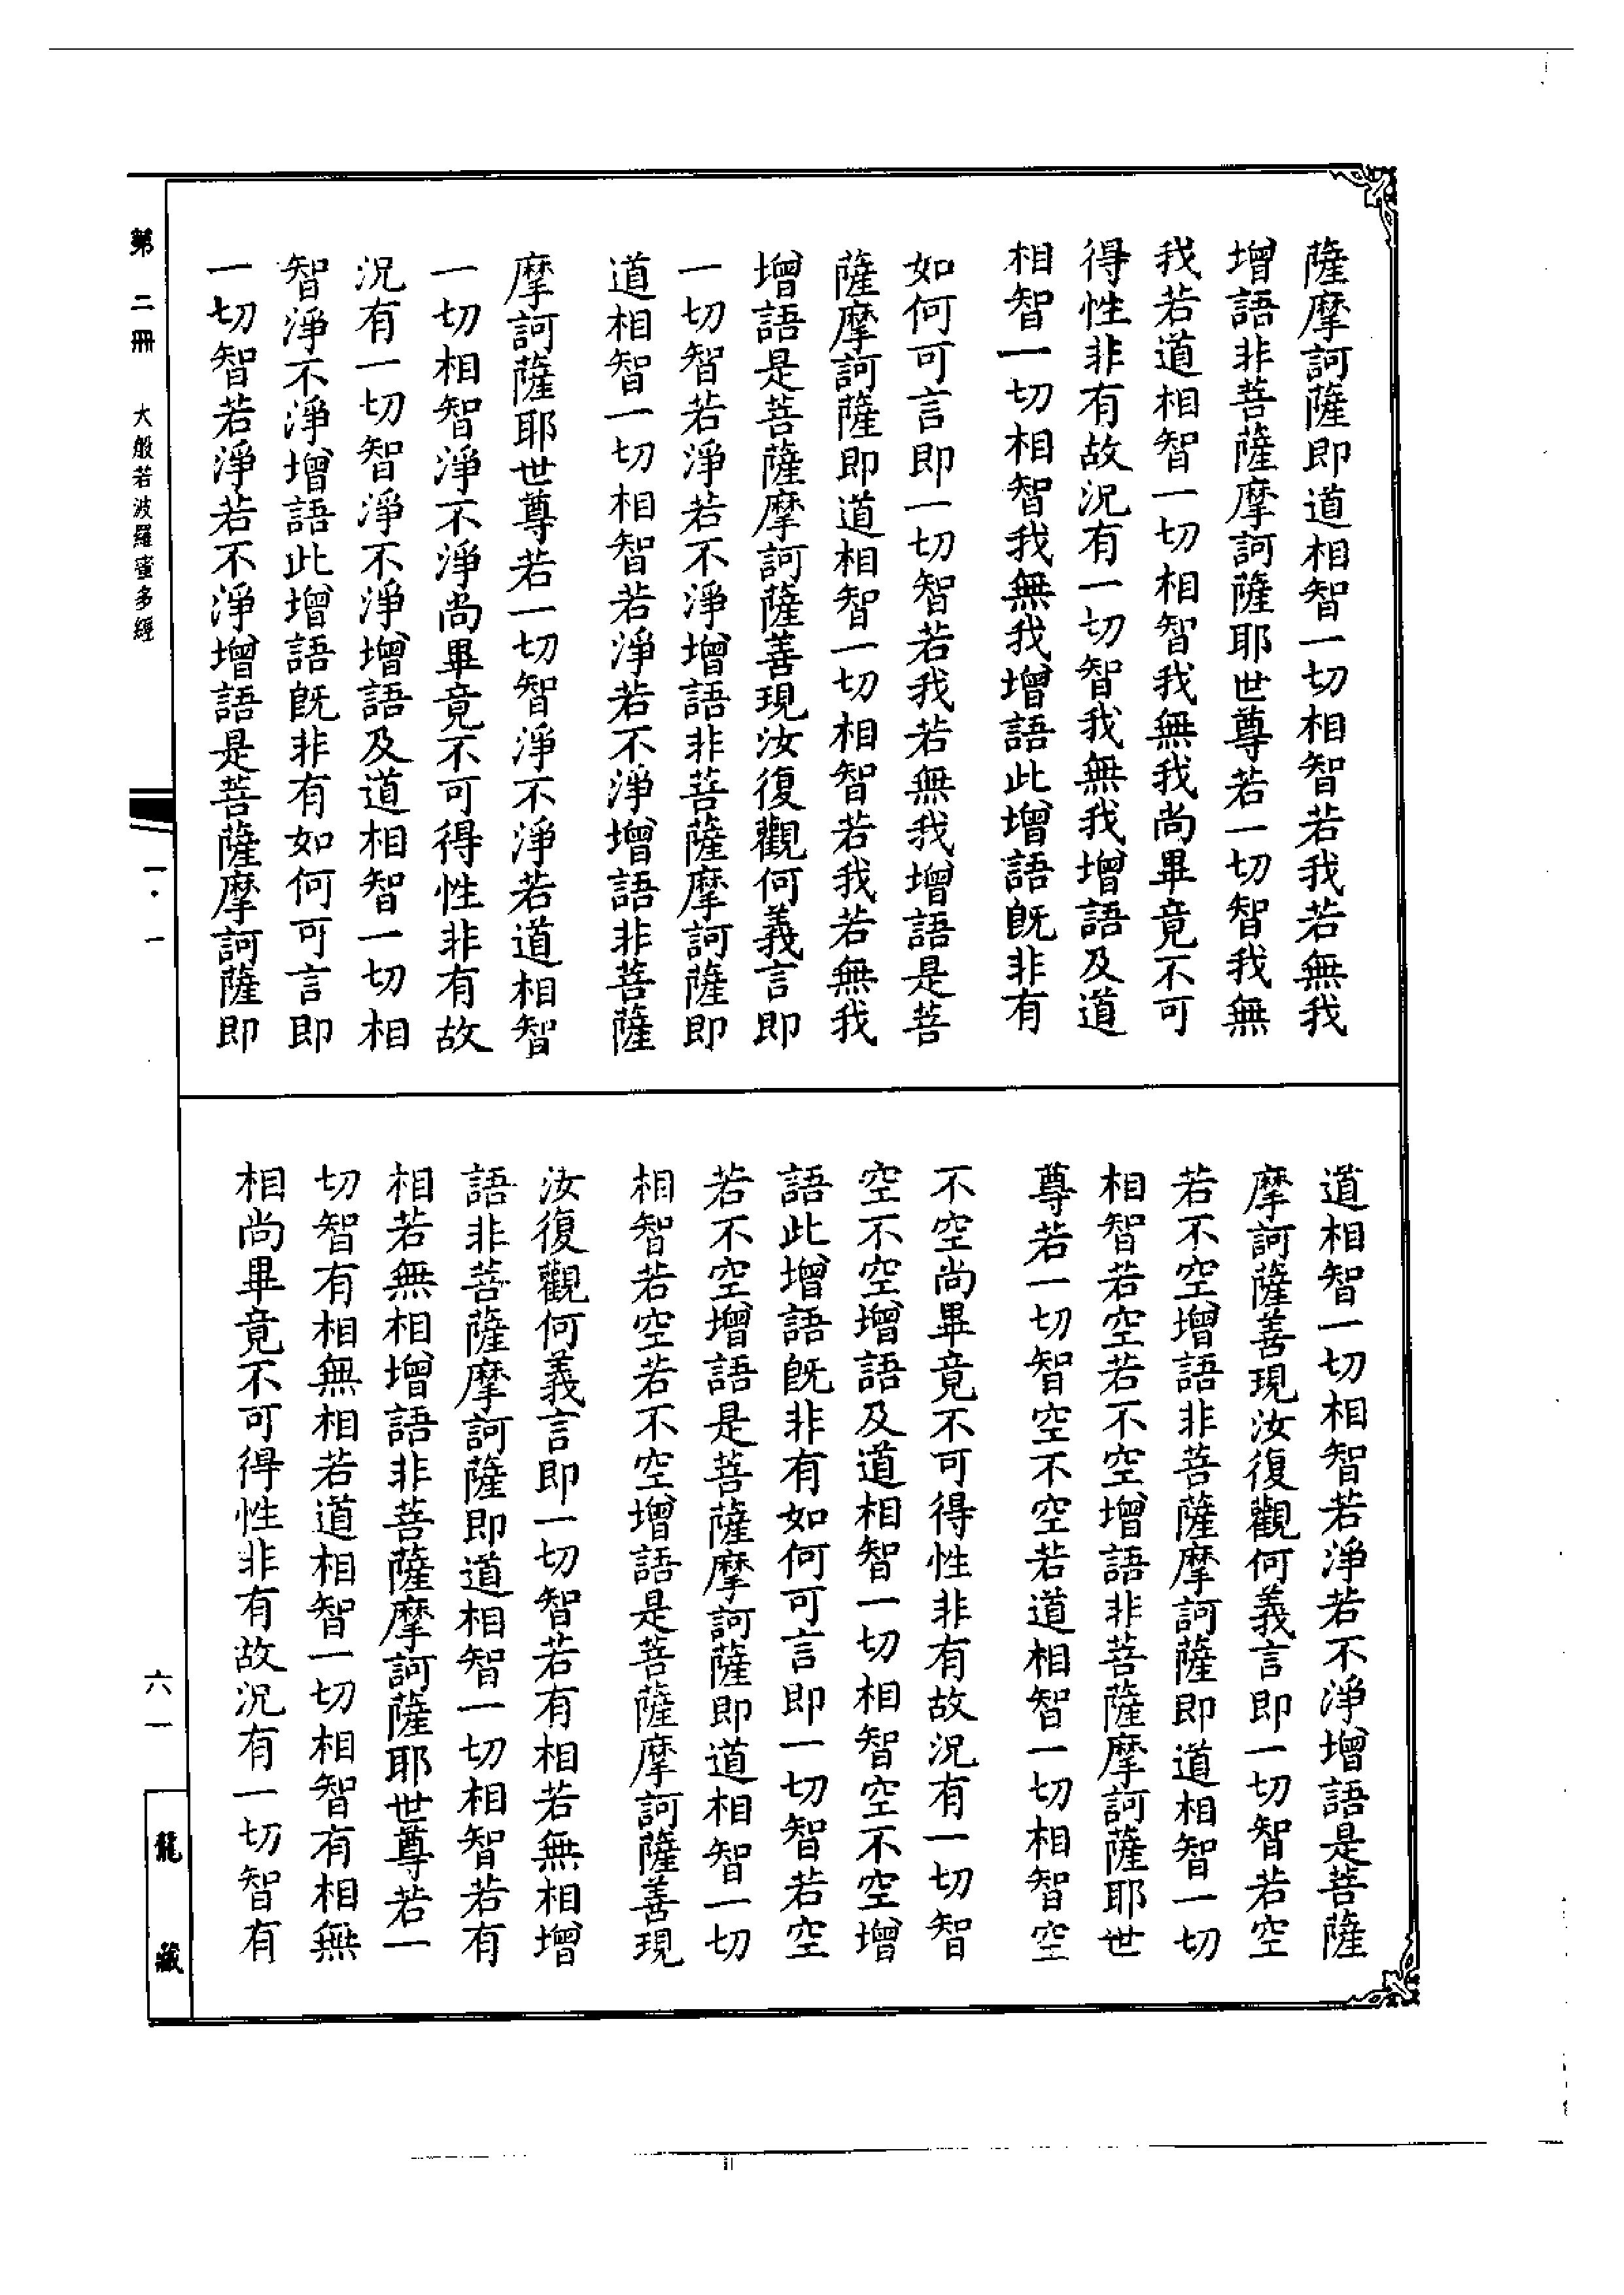 薩摩訶薩即道相智一切相智若我若無我
增語非菩薩摩訶薩耶世尊若一切智我無
我若道相智一切相智我無我尚畢竟不可
得性非有故況有一切智我無我增語及道
相智一切相智我無我增語此增語旣非有
如何可言即一切智若我若無我增語是菩
薩摩訶薩即道相智一切相智若我若無我
增語是菩薩摩訶薩善現汝復觀何義言即
一切智若淨若不淨增語非菩薩摩訶薩即
道相智一切相智若淨若不淨增語非菩薩
摩訶薩耶世尊若一切智淨不淨若道相智
一切相智淨不淨尚畢竟不可得性非有故
況有一切智淨不淨增語及道相智一切相
智淨不淨增語此增語旣非有如何可言即
一切智若淨若不淨增語是菩薩摩訶薩即
道相智一切相智若淨若不淨增語是菩薩
摩訶薩善現汝復觀何義言即一切智若空
若不空增語非菩薩摩訶薩即道相智一切
相智若空若不空增語非菩薩摩訶薩耶世
尊若一切智空不空若道相智一切相智空
不空尚畢竟不可得性非有故況有一切智
空不空增語及道相智一切相智空不空增
語此增語旣非有如何可言即一切智若空
若不空增語是菩薩摩訶薩即道相智一切
相智若空若不空增語是菩薩摩訶薩善現
汝復觀何義言即一切智若有相若無相增
語非菩薩摩訶薩即道相智一切相智若有
相若無相增語非菩薩摩訶薩耶世尊若一
切智有相無相若道相智一切相智有相無
相尚畢竟不可得性非有故況有一切智有
第二冊 大般若波羅蜜多經
一·一
六一
龍藏